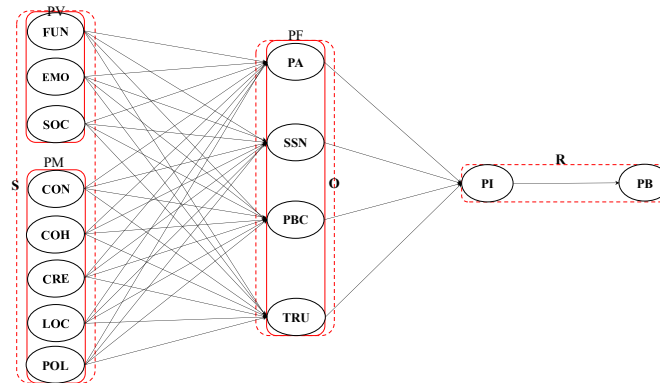 PV
FUN
EMO
SOC
PM
S
CON
COH
CRE
LOC
POL
PF
PA
SSN
O
PBC
TRU
R
PI
PB